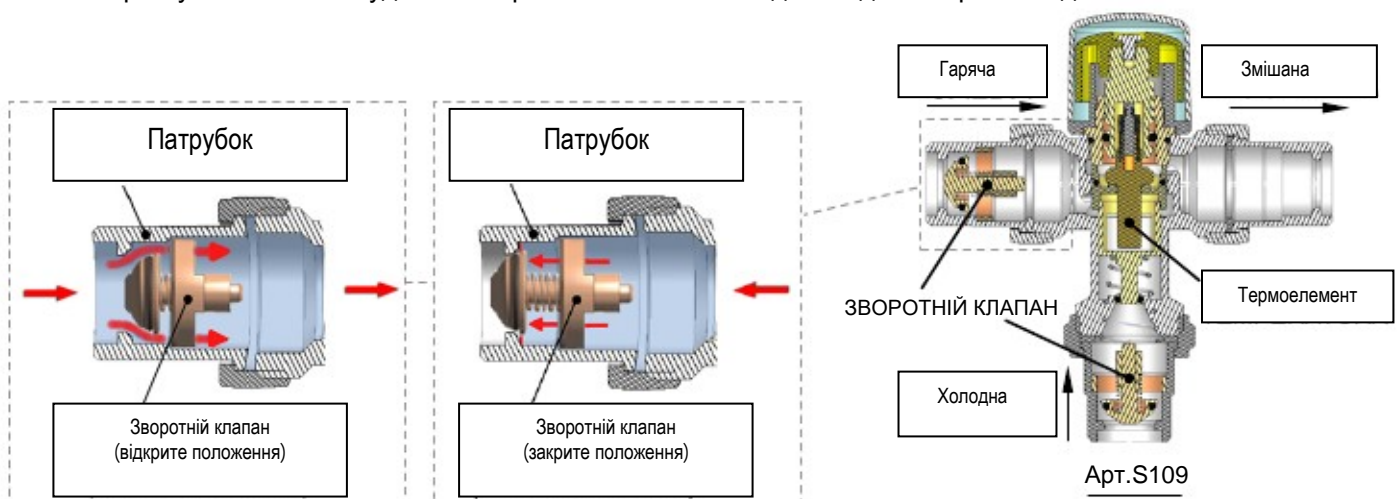 Патрубок
Патрубок
Гаряча
Змішана
ЗВОРОТНІЙ КЛАПАН
Термоелемент
Холодна
Зворотній клапан
(відкрите положення)
Зворотній клапан
(закрите положення)
Арт.S109